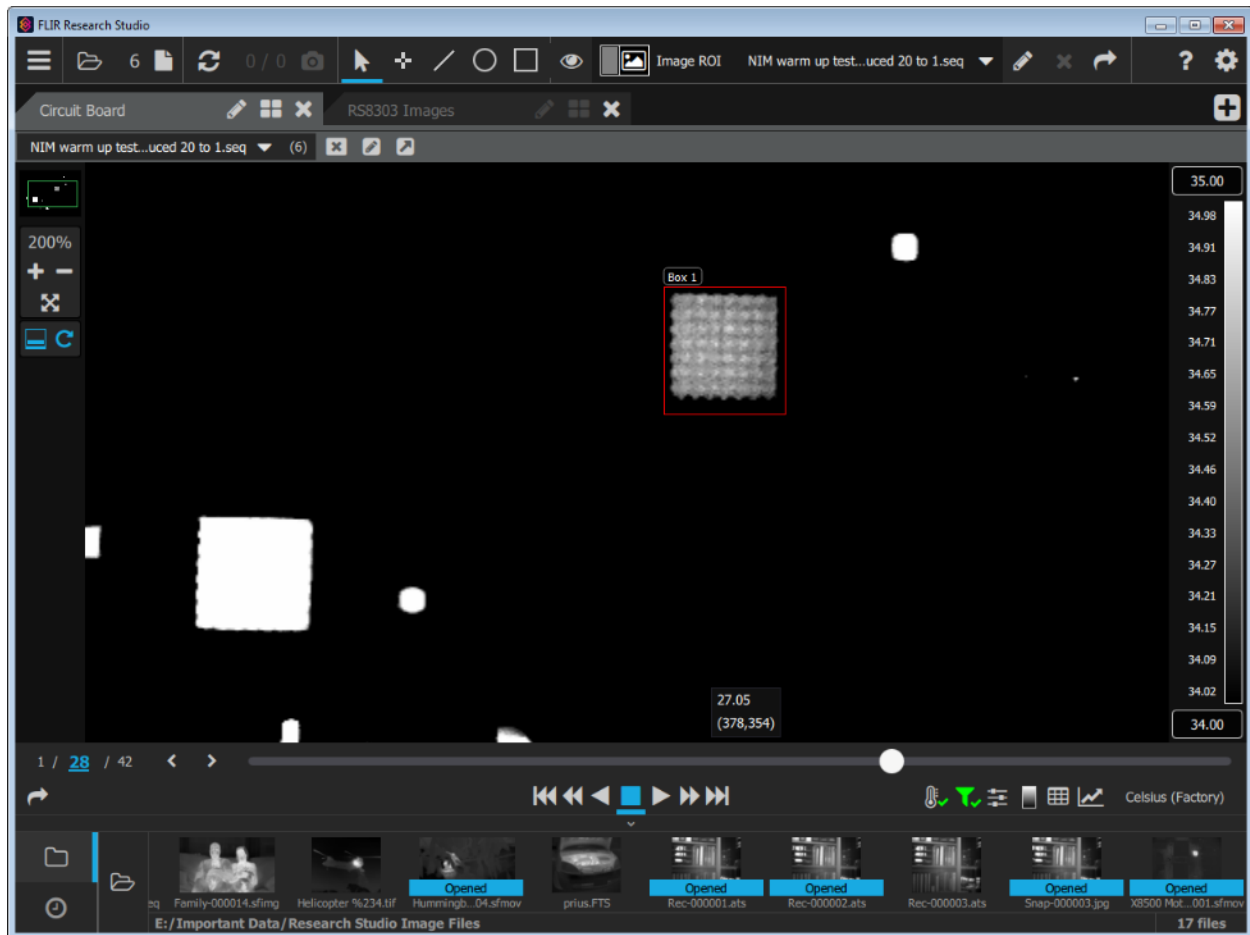 FLIR Research Studio
6
0 / 0
Image ROI
NIM warm up test...uced 20 to 1.seq
?
Circuit Board
RS8303 Images
NIM warm up test...uced 20 to 1.seq
(6)
200%
Box 1
35.00
34.98
34.91
34.83
34.77
34.71
34.65
34.59
34.52
34.46
34.40
34.33
34.27
34.21
34.15
34.09
34.02
34.00
27.05
(378,354)
1 / 28 / 42
Celsius (Factory)
Opened
Opened
Opened
Opened
Opened
eq
Family-000014.sfimg
Helicopter %234.tif
Hummingb...04.sfmov
prius.FTS
Rec-000001.ats
Rec-000002.ats
Rec-000003.ats
Snap-000003.jpg
X8500 Mot...001.sfmov
E:/Important Data/Research Studio Image Files
17 files